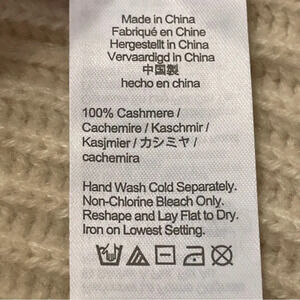 Made in China
Fabriqué en Chine
Hergestellt in China
Vervaardigd in China
中国製
hecho en china
100% Cashmere /
Cachemire / Kaschmir /
Kasjmier / カシミヤ /
cachemira
Hand Wash Cold Separately.
Non-Chlorine Bleach Only.
Reshape and Lay Flat to Dry.
Iron on Lowest Setting.